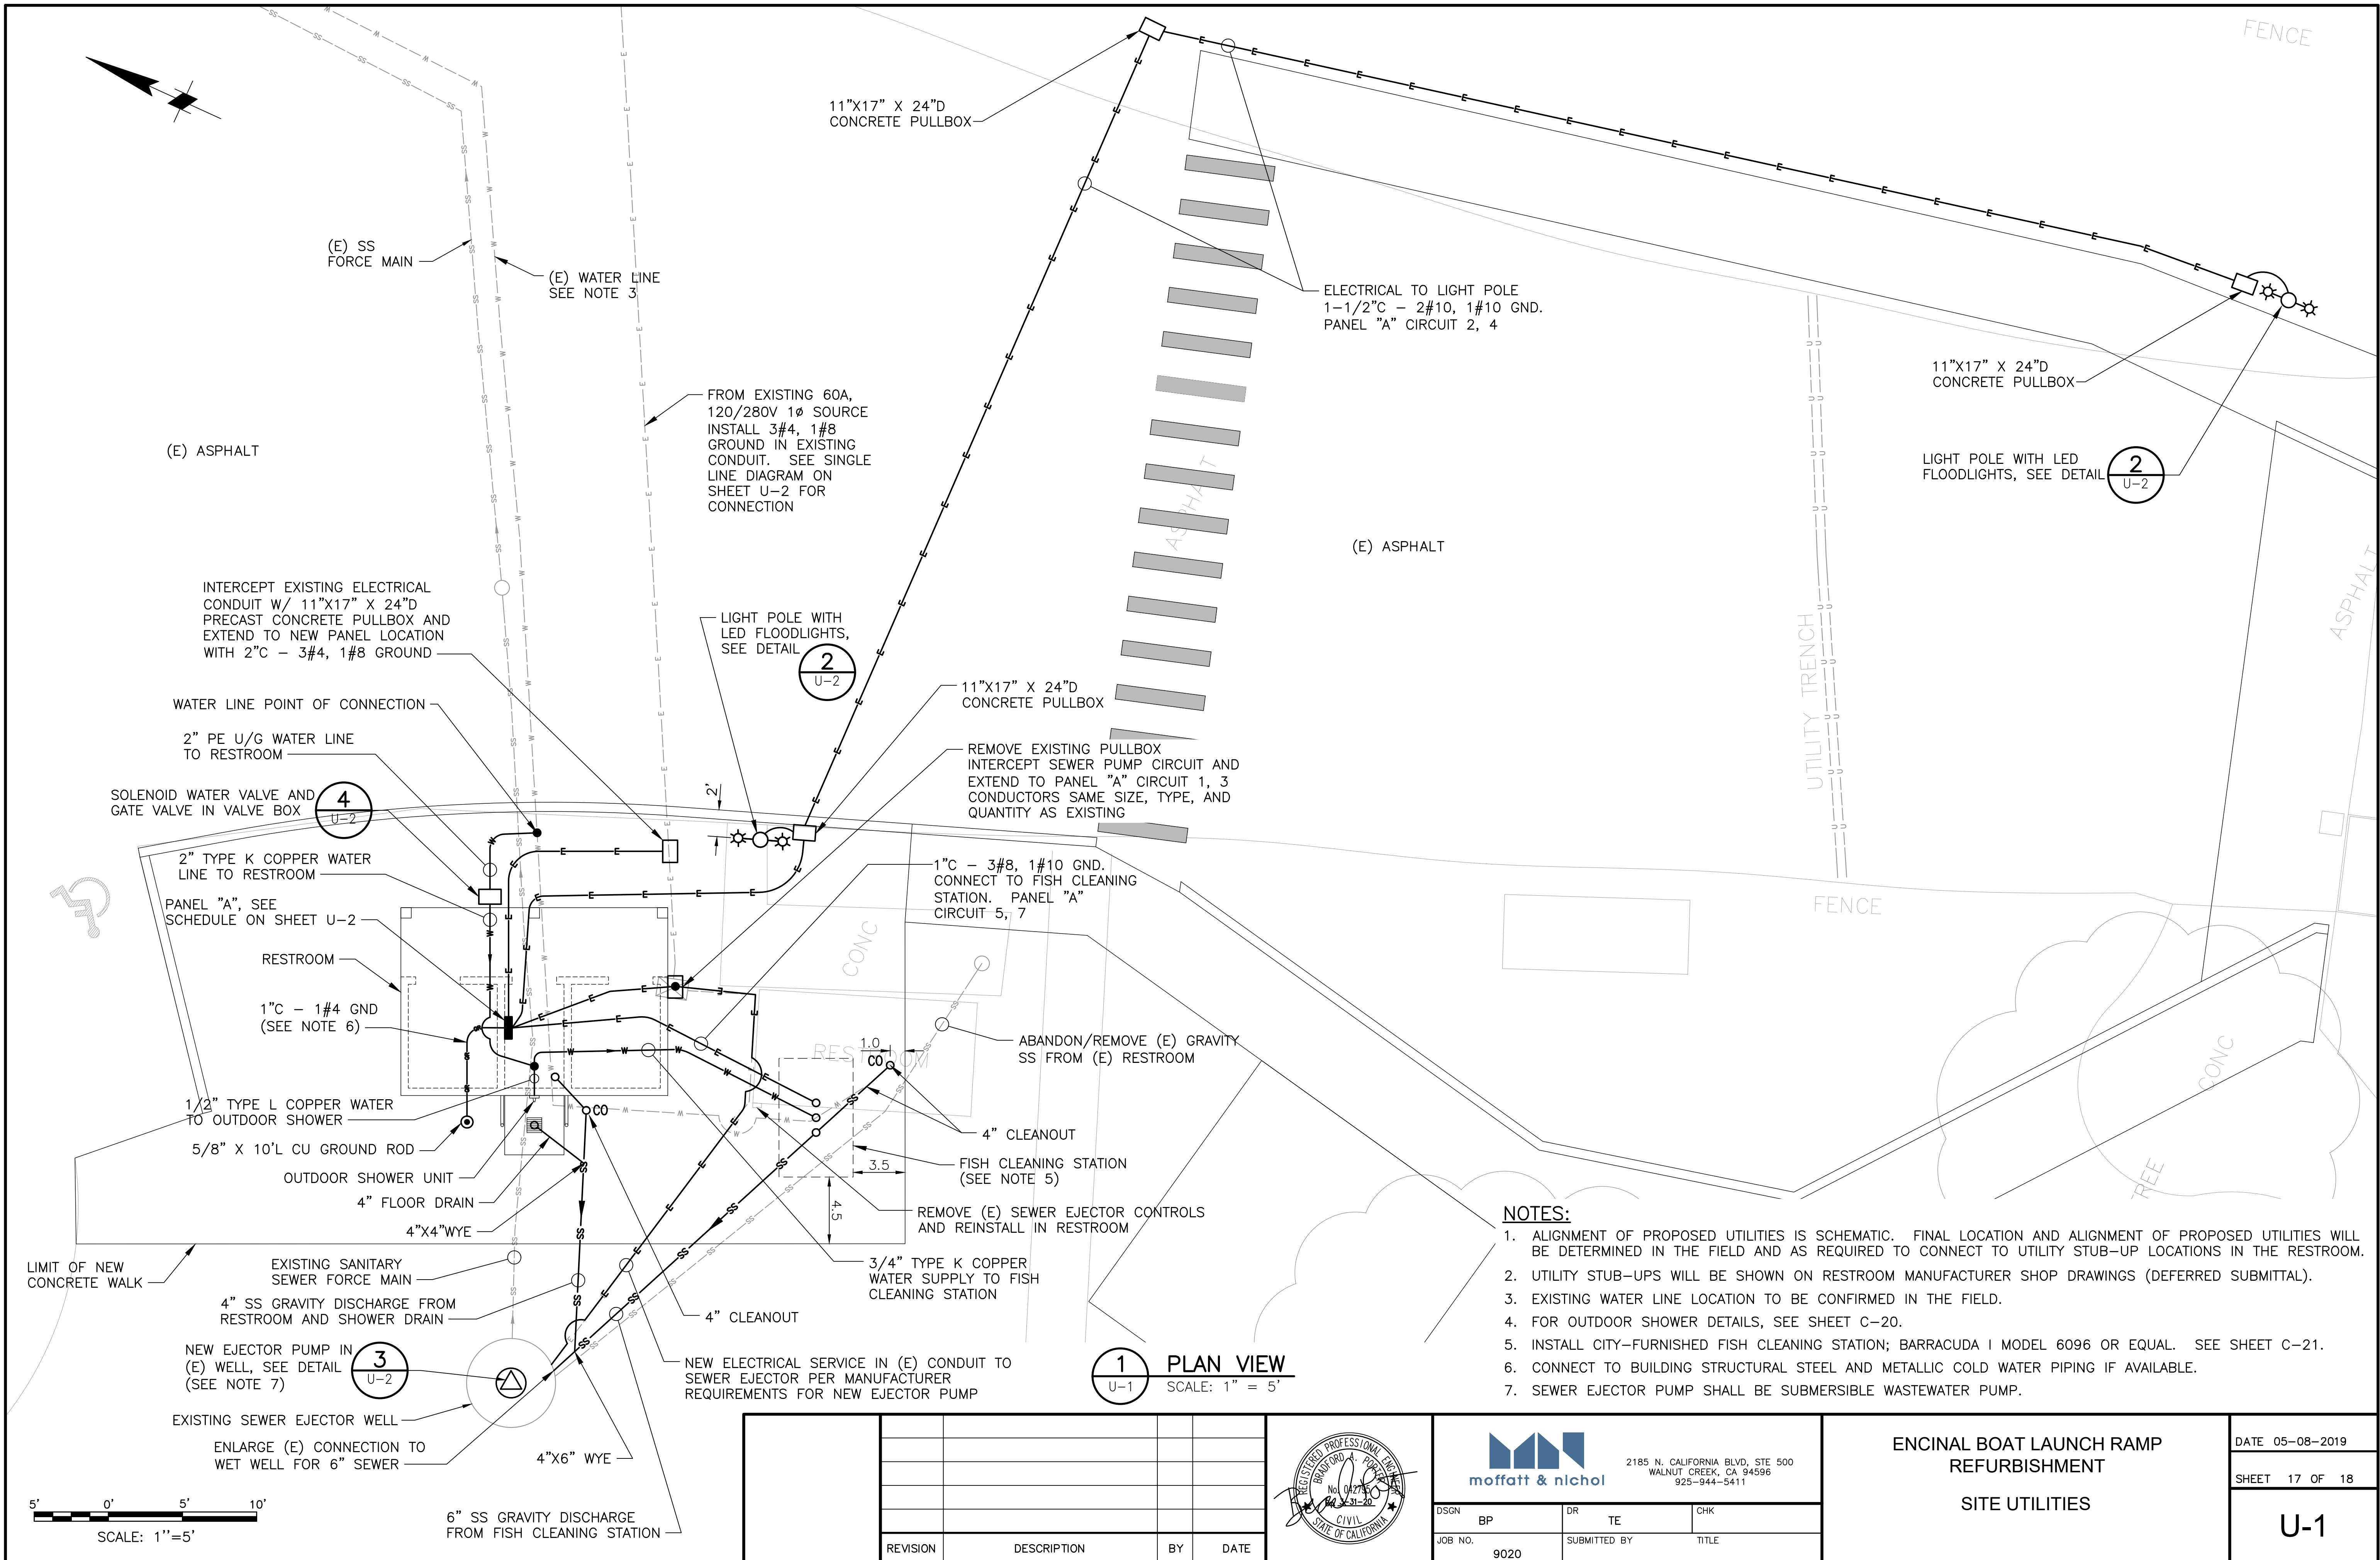 FENCE
11"X17" X 24"D
CONCRETE PULLBOX
(E) SS
FORCE MAIN
(E) WATER LINE
SEE NOTE 3
ELECTRICAL TO LIGHT POLE
1-1/2"C - 2#10, 1#10 GND.
PANEL "A" CIRCUIT 2, 4
11"X17" X 24"D
CONCRETE PULLBOX
FROM EXISTING 60A,
120/280V 1ø SOURCE
INSTALL 3#4, 1#8
GROUND IN EXISTING
CONDUIT. SEE SINGLE
LINE DIAGRAM ON
SHEET U-2 FOR
CONNECTION
(E) ASPHALT
LIGHT POLE WITH LED
FLOODLIGHTS, SEE DETAIL
2
U-2
ASPHALT
(E) ASPHALT
ASPHALT
INTERCEPT EXISTING ELECTRICAL
CONDUIT W/ 11"X17" X 24"D
PRECAST CONCRETE PULLBOX AND
EXTEND TO NEW PANEL LOCATION
WITH 2"C - 3#4, 1#8 GROUND
LIGHT POLE WITH
LED FLOODLIGHTS,
SEE DETAIL
2
U-2
UTILITY TRENCH
WATER LINE POINT OF CONNECTION
11"X17" X 24"D
CONCRETE PULLBOX
2" PE U/G WATER LINE
TO RESTROOM
REMOVE EXISTING PULLBOX
INTERCEPT SEWER PUMP CIRCUIT AND
EXTEND TO PANEL "A" CIRCUIT 1, 3
CONDUCTORS SAME SIZE, TYPE, AND
QUANTITY AS EXISTING
SOLENOID WATER VALVE AND
GATE VALVE IN VALVE BOX
4
U-2
2'
2" TYPE K COPPER WATER
LINE TO RESTROOM
1"C - 3#8, 1#10 GND.
CONNECT TO FISH CLEANING
STATION. PANEL "A"
CIRCUIT 5, 7
PANEL "A", SEE
SCHEDULE ON SHEET U-2
FENCE
CONC
RESTROOM
1"C - 1#4 GND
(SEE NOTE 6)
RESTROOM
1.0
CO
ABANDON/REMOVE (E) GRAVITY
SS FROM (E) RESTROOM
CONC
1/2" TYPE L COPPER WATER
TO OUTDOOR SHOWER
CO
5/8" X 10'L CU GROUND ROD
4" CLEANOUT
OUTDOOR SHOWER UNIT
FISH CLEANING STATION
(SEE NOTE 5)
3.5
4" FLOOR DRAIN
4.5
REMOVE (E) SEWER EJECTOR CONTROLS
AND REINSTALL IN RESTROOM
4"X4"WYE
LIMIT OF NEW
CONCRETE WALK
EXISTING SANITARY
SEWER FORCE MAIN
3/4" TYPE K COPPER
WATER SUPPLY TO FISH
CLEANING STATION
4" SS GRAVITY DISCHARGE FROM
RESTROOM AND SHOWER DRAIN
4" CLEANOUT
NEW EJECTOR PUMP IN
(E) WELL, SEE DETAIL
(SEE NOTE 7)
3
U-2
NEW ELECTRICAL SERVICE IN (E) CONDUIT TO
SEWER EJECTOR PER MANUFACTURER
REQUIREMENTS FOR NEW EJECTOR PUMP
EXISTING SEWER EJECTOR WELL
ENLARGE (E) CONNECTION TO
WET WELL FOR 6" SEWER
4"X6" WYE
6" SS GRAVITY DISCHARGE
FROM FISH CLEANING STATION
5' 0' 5' 10'
SCALE: 1"=5'
1
U-1
PLAN VIEW
SCALE: 1" = 5'
NOTES:
1. ALIGNMENT OF PROPOSED UTILITIES IS SCHEMATIC. FINAL LOCATION AND ALIGNMENT OF PROPOSED UTILITIES WILL
BE DETERMINED IN THE FIELD AND AS REQUIRED TO CONNECT TO UTILITY STUB-UP LOCATIONS IN THE RESTROOM.
2. UTILITY STUB-UPS WILL BE SHOWN ON RESTROOM MANUFACTURER SHOP DRAWINGS (DEFERRED SUBMITTAL).
3. EXISTING WATER LINE LOCATION TO BE CONFIRMED IN THE FIELD.
4. FOR OUTDOOR SHOWER DETAILS, SEE SHEET C-20.
5. INSTALL CITY-FURNISHED FISH CLEANING STATION; BARRACUDA I MODEL 6096 OR EQUAL. SEE SHEET C-21.
6. CONNECT TO BUILDING STRUCTURAL STEEL AND METALLIC COLD WATER PIPING IF AVAILABLE.
7. SEWER EJECTOR PUMP SHALL BE SUBMERSIBLE WASTEWATER PUMP.
REVISION DESCRIPTION BY DATE
REGISTERED PROFESSIONAL ENGINEER
BRADFORD A. PORTER
CIVIL
STATE OF CALIFORNIA
moffatt & nichol
2185 N. CALIFORNIA BLVD, STE 500
WALNUT CREEK, CA 94596
925-944-5411
DSGN BP
DR TE
CHK
JOB NO. 9020
SUBMITTED BY
TITLE
ENCINAL BOAT LAUNCH RAMP
REFURBISHMENT
SITE UTILITIES
DATE 05-08-2019
SHEET 17 OF 18
U-1